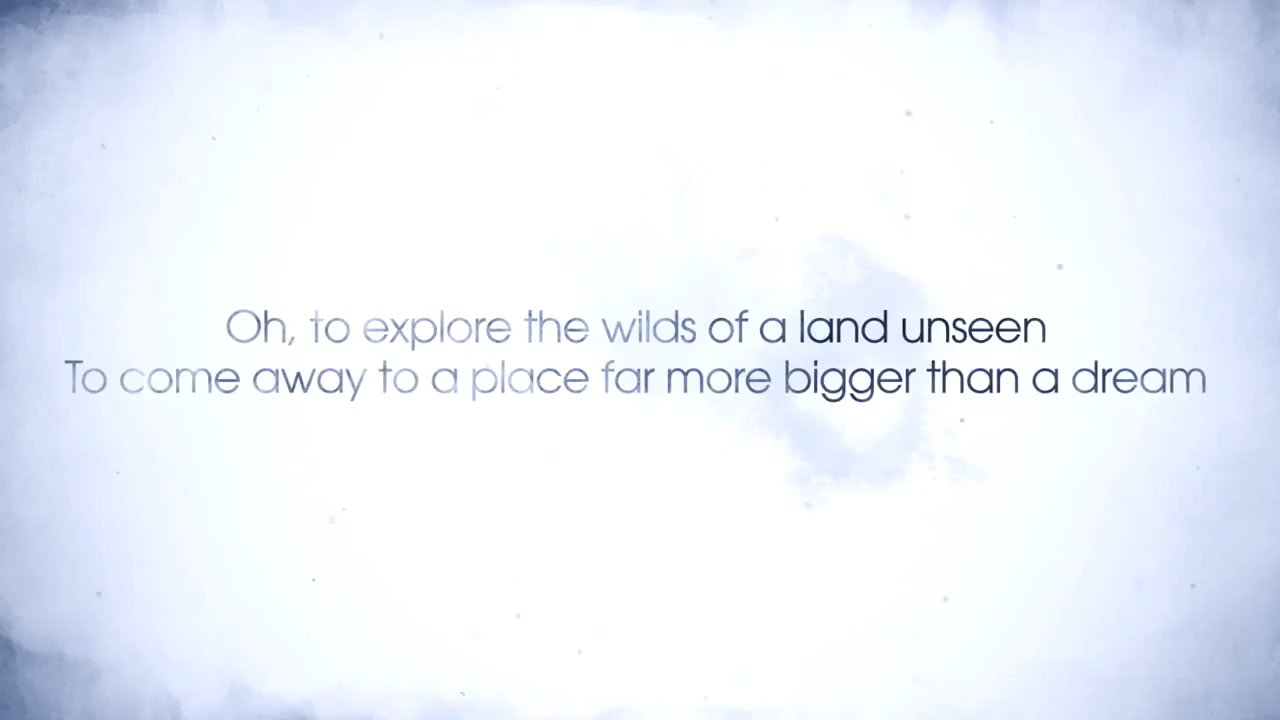 Oh, to explore the wilds of a land unseen
To come away to a place far more bigger than a dream